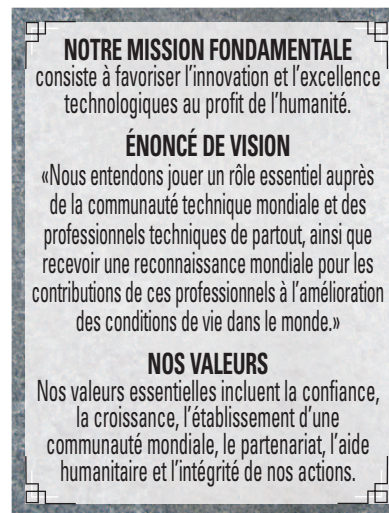 NOTRE MISSION FONDAMENTALE
consiste à favoriser l'innovation et l'excellence
technologiques au profit de l'humanité.
ÉNONCÉ DE VISION
«Nous entendons jouer un rôle essentiel auprès
de la communauté technique mondiale et des
professionnels techniques de partout, ainsi que
recevoir une reconnaissance mondiale pour les
contributions de ces professionnels à l'amélioration
des conditions de vie dans le monde.»
NOS VALEURS
Nos valeurs essentielles incluent la confiance,
la croissance, l'établissement d'une
communauté mondiale, le partenariat, l'aide
humanitaire et l'intégrité de nos actions.